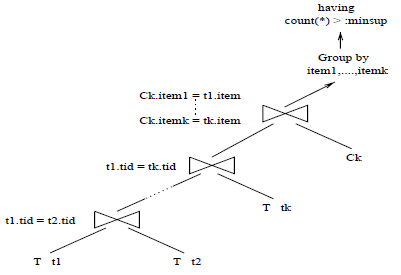 having
count(*) > :minsup
Group by
item1,....,itemk
Ck.item1 = t1.item
Ck.itemk = tk.item
Ck
t1.tid = tk.tid
T tk
t1.tid = t2.tid
T t1
T t2